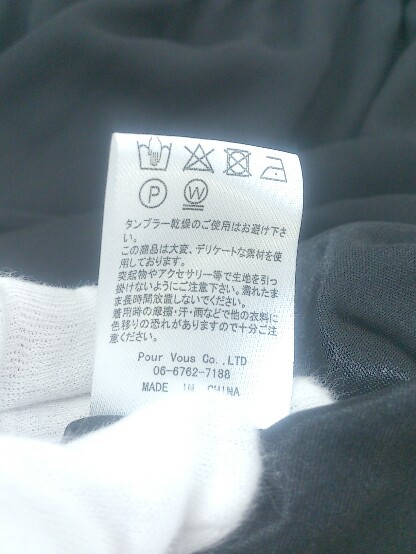 P W
タンブラー乾燥のご使用はお避け下さ
い。
この商品は大変、デリケートな素材を使
用しております。
突起物やアクセサリー等で生地を引っ
掛けないようにご注意下さい。濡れたま
ま長時間放置しないでください。
着用時の摩擦・汗・雨などで他の衣料に
色移りの恐れがありますので十分ご注
意ください。
Pour Vous Co.,LTD
06-6762-7188
MADE IN CHINA